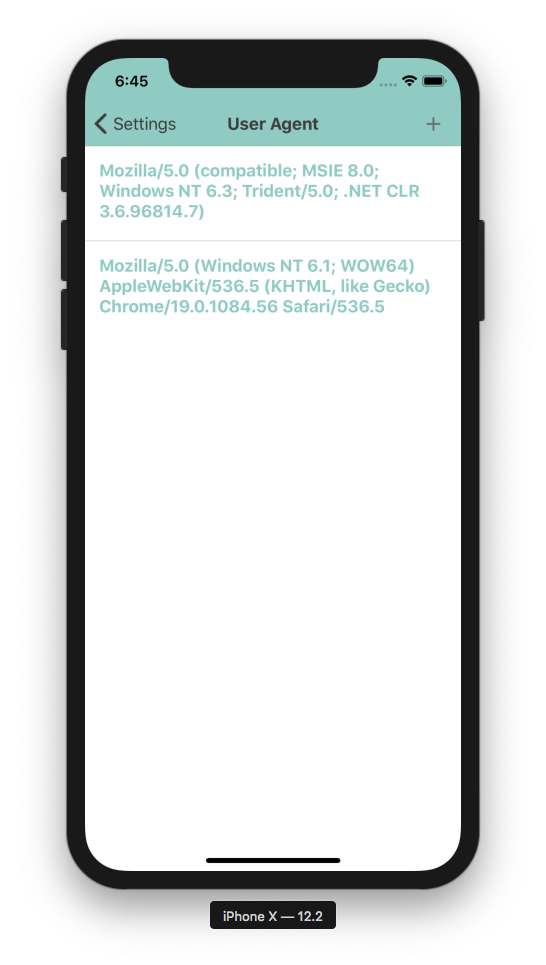 6:45
Settings User Agent +
Mozilla/5.0 (compatible; MSIE 8.0;
Windows NT 6.3; Trident/5.0; .NET CLR
3.6.96814.7)
Mozilla/5.0 (Windows NT 6.1; WOW64)
AppleWebKit/536.5 (KHTML, like Gecko)
Chrome/19.0.1084.56 Safari/536.5
iPhone X — 12.2